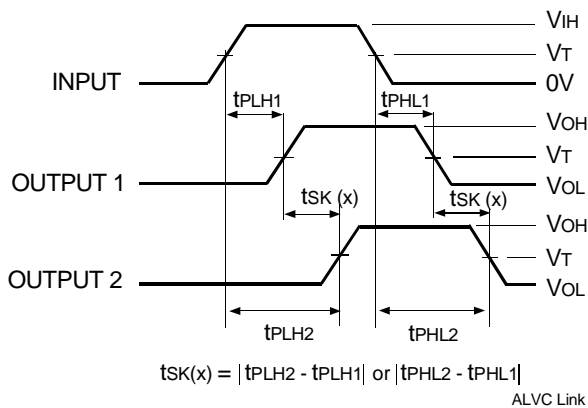 VIH
VT
INPUT
0V
tPLH1
tPHL1
VOH
VT
OUTPUT 1
VOL
tSK (x)
tSK (x)
VOH
VT
OUTPUT 2
VOL
tPLH2
tPHL2
tSK(x) = |tPLH2 - tPLH1| or |tPHL2 - tPHL1|
ALVC Link